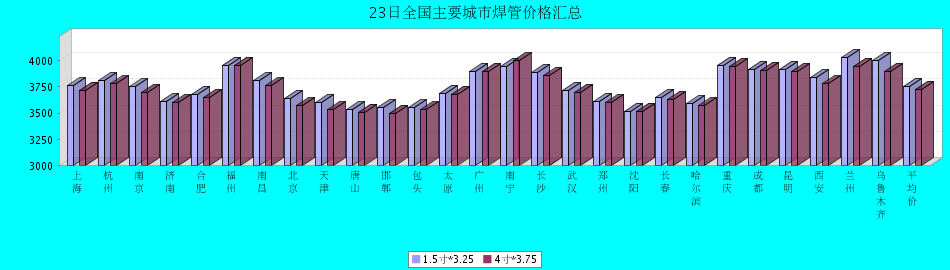 23日全国主要城市焊管价格汇总
4000
3750
3500
3250
3000
上海 杭州 南京 济南 合肥 福州 南昌 北京 天津 唐山 邯郸 包头 太原 广州 南宁 长沙 武汉 郑州 沈阳 长春 哈尔滨 重庆 成都 昆明 西安 兰州 乌鲁木齐 平均价
1.5寸*3.25 4寸*3.75